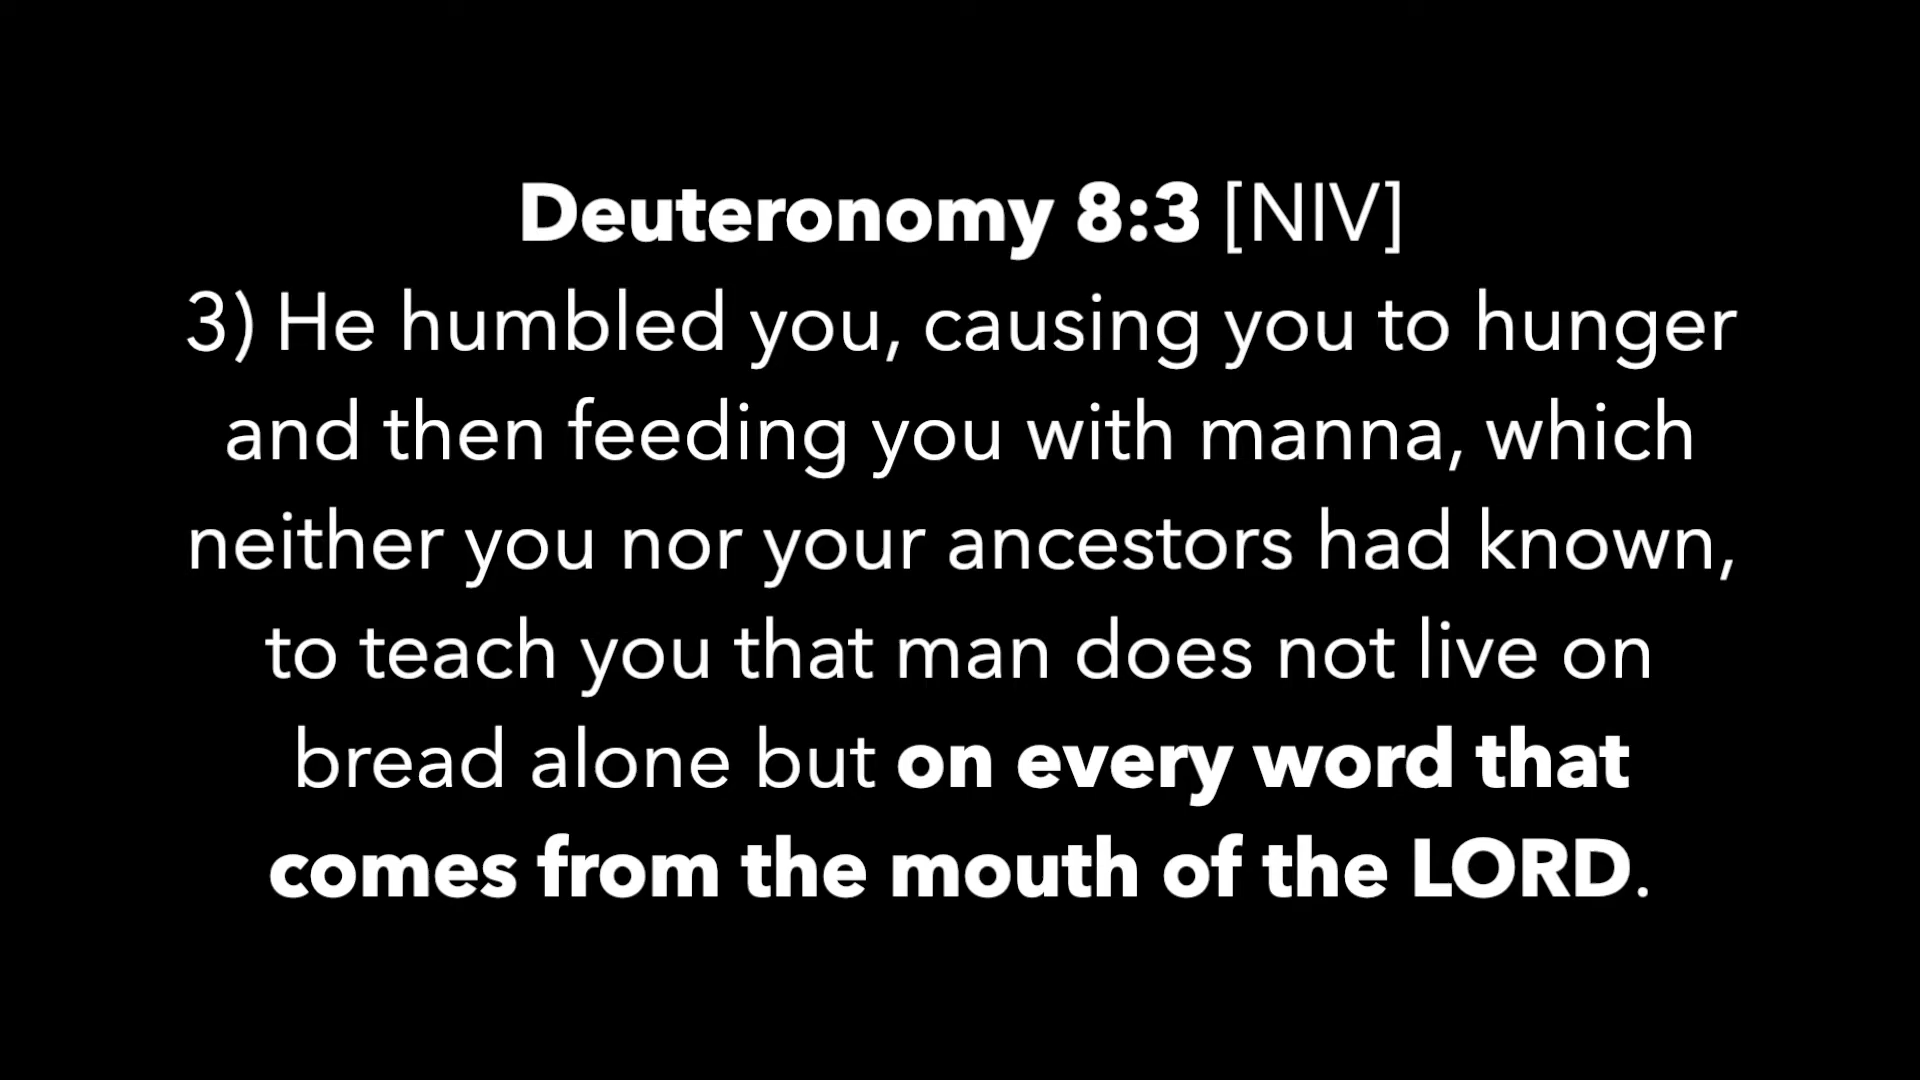 Deuteronomy 8:3 [NIV]
3) He humbled you, causing you to hunger
and then feeding you with manna, which
neither you nor your ancestors had known,
to teach you that man does not live on
bread alone but on every word that
comes from the mouth of the LORD.